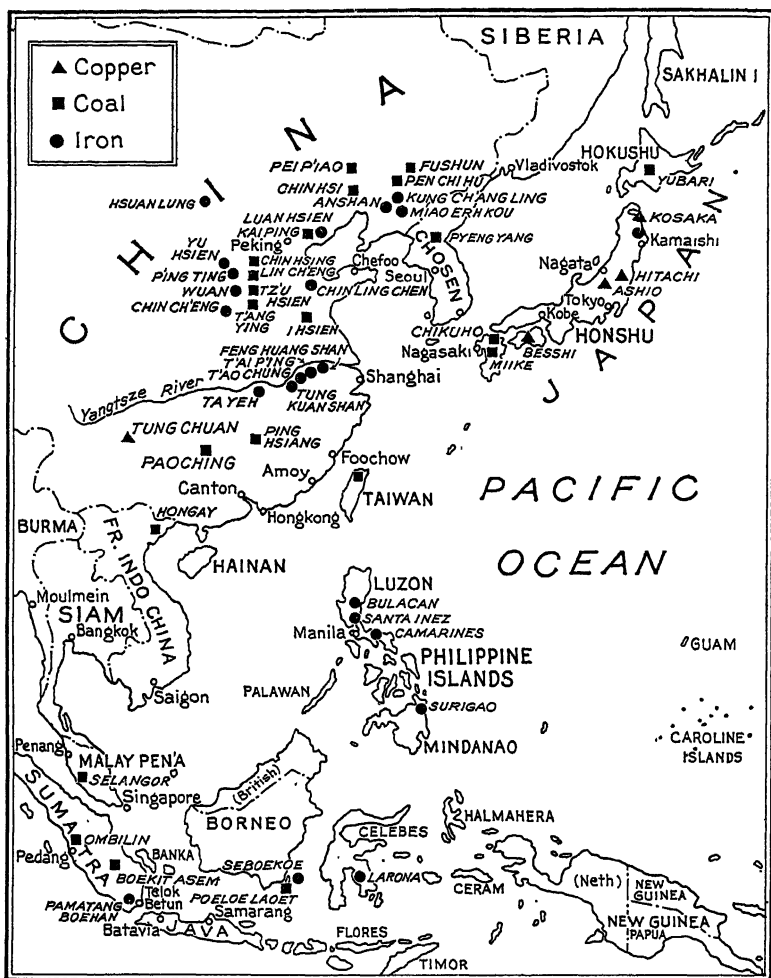 Copper
Coal
Iron
SIBERIA
SAKHALIN I
CHINA
HOKUSHU
YUBARI
PEI P'IAO
FUSHUN
Vladivostok
CHIN HSI
PEN CHI HU
ANSHAN
KUNG CHANG LING
MIAO ERH KOU
HSUAN LUNG
LUAN HSIEN
KAIPING
Peking
PYENG YANG
KOSAKA
Kamaishi
YU
HSIEN
CHIN HSING
Chefoo
CHOSEN
Nagata
HITACHI
P'ING TING
LIN CH'ENG
Seoul
ASHIO
WUAN
TZ'U
HSIEN
CHIN LING CHEN
Tokyo
Kobe
CHIN CH'ENG
T'ANG
YING
I HSIEN
CHIKUHO
HONSHU
Nagasaki
MIIKE
BESSHI
JAPAN
FENG HUANG SHAN
T'AI P'ING
T'AO CHUNG
Shanghai
Yangtsze River
TA YEH
TUNG
KUAN SHAN
TUNG CHUAN
PING
HSIANG
PAOCHING
Foochow
Amoy
Canton
TAIWAN
PACIFIC
OCEAN
HONGAY
Hongkong
BURMA
FR. INDO CHINA
HAINAN
Moulmein
SIAM
Bangkok
LUZON
BULACAN
SANTA INEZ
Manila
CAMARINES
GUAM
PHILIPPINE
ISLANDS
Saigon
PALAWAN
SURIGAO
CAROLINE
ISLANDS
MINDANAO
Penang
MALAY PEN'A
SELANGOR
Singapore
(British)
SUMATRA
BORNEO
HALMAHERA
CELEBES
OMBILIN
Pedang
BANKA
BOEKIT ASEM
SEBOEKOE
LARONA
CERAM
(Neth)
NEW
GUINEA
Telok
Betun
POELOE LAOET
PAMATANG
BOEHAN
Samarang
NEW GUINEA
PAPUA
Batavia
JAVA
FLORES
TIMOR